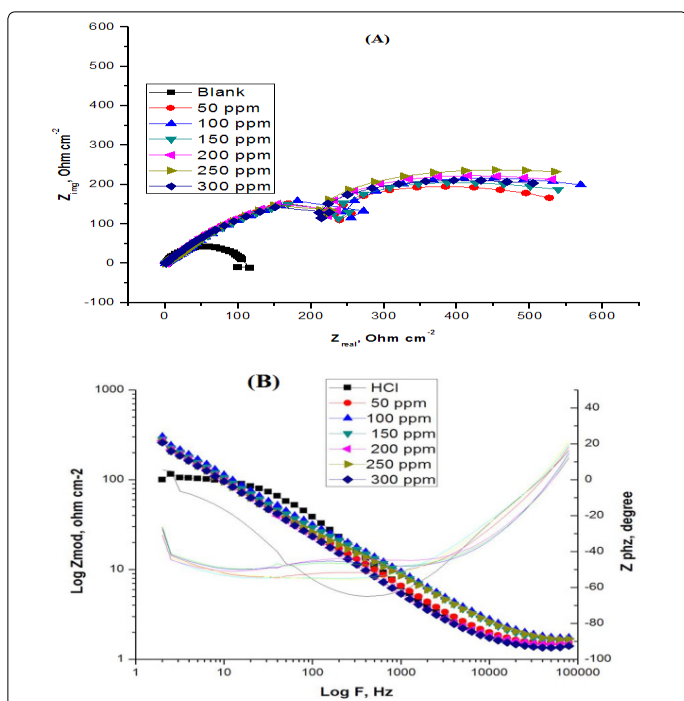 (A)
600
500
400
300
200
100
0
-100
Z img, Ohm cm-2
Blank
50 ppm
100 ppm
150 ppm
200 ppm
250 ppm
300 ppm
0 100 200 300 400 500 600
Z real, Ohm cm-2
(B)
1000
100
10
1
Log Zmod, ohm cm-2
HCl
50 ppm
100 ppm
150 ppm
200 ppm
250 ppm
300 ppm
40
20
0
-20
-40
-60
-80
-100
Z phz, degree
1 10 100 1000 10000 100000
Log F, Hz